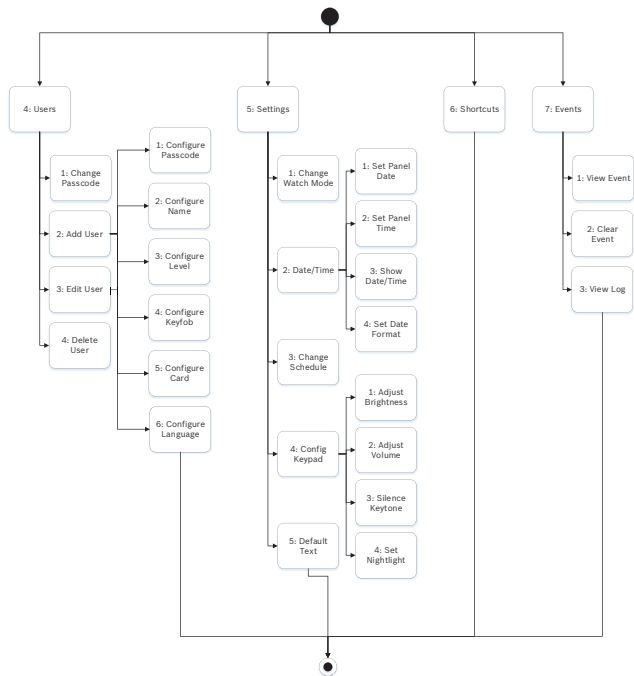 4: Users
5: Settings
6: Shortcuts
7: Events
1: Change
Passcode
2: Add User
3: Edit User
4: Delete
User
1: Configure
Passcode
2: Configure
Name
3: Configure
Level
4: Configure
Keyfob
5: Configure
Card
6: Configure
Language
1: Change
Watch Mode
2: Date/Time
3: Change
Schedule
4: Config
Keypad
5: Default
Text
1: Set Panel
Date
2: Set Panel
Time
3: Show
Date/Time
4: Set Date
Format
1: Adjust
Brightness
2: Adjust
Volume
3: Silence
Keytone
4: Set
Nightlight
1: View Event
2: Clear
Event
3: View Log